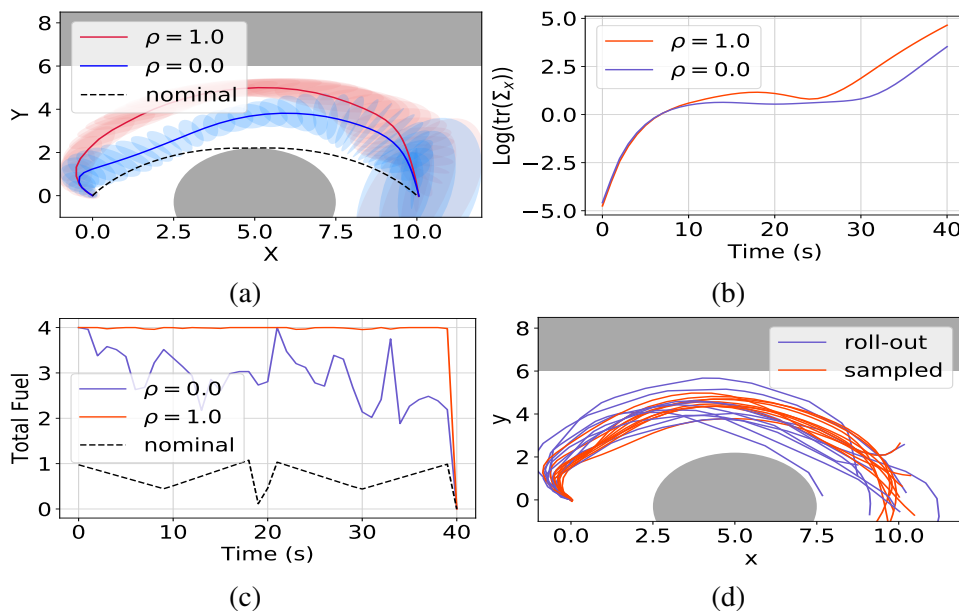 8
6
4
2
0
Y
ρ = 1.0
ρ = 0.0
nominal
0.0 2.5 5.0 7.5 10.0
X
(a)
5.0
2.5
0.0
−2.5
−5.0
Log(tr(Σₓ))
ρ = 1.0
ρ = 0.0
0 10 20 30 40
Time (s)
(b)
4
3
2
1
0
Total Fuel
ρ = 0.0
ρ = 1.0
nominal
0 10 20 30 40
Time (s)
(c)
8
6
4
2
0
y
roll-out
sampled
0.0 2.5 5.0 7.5 10.0
x
(d)